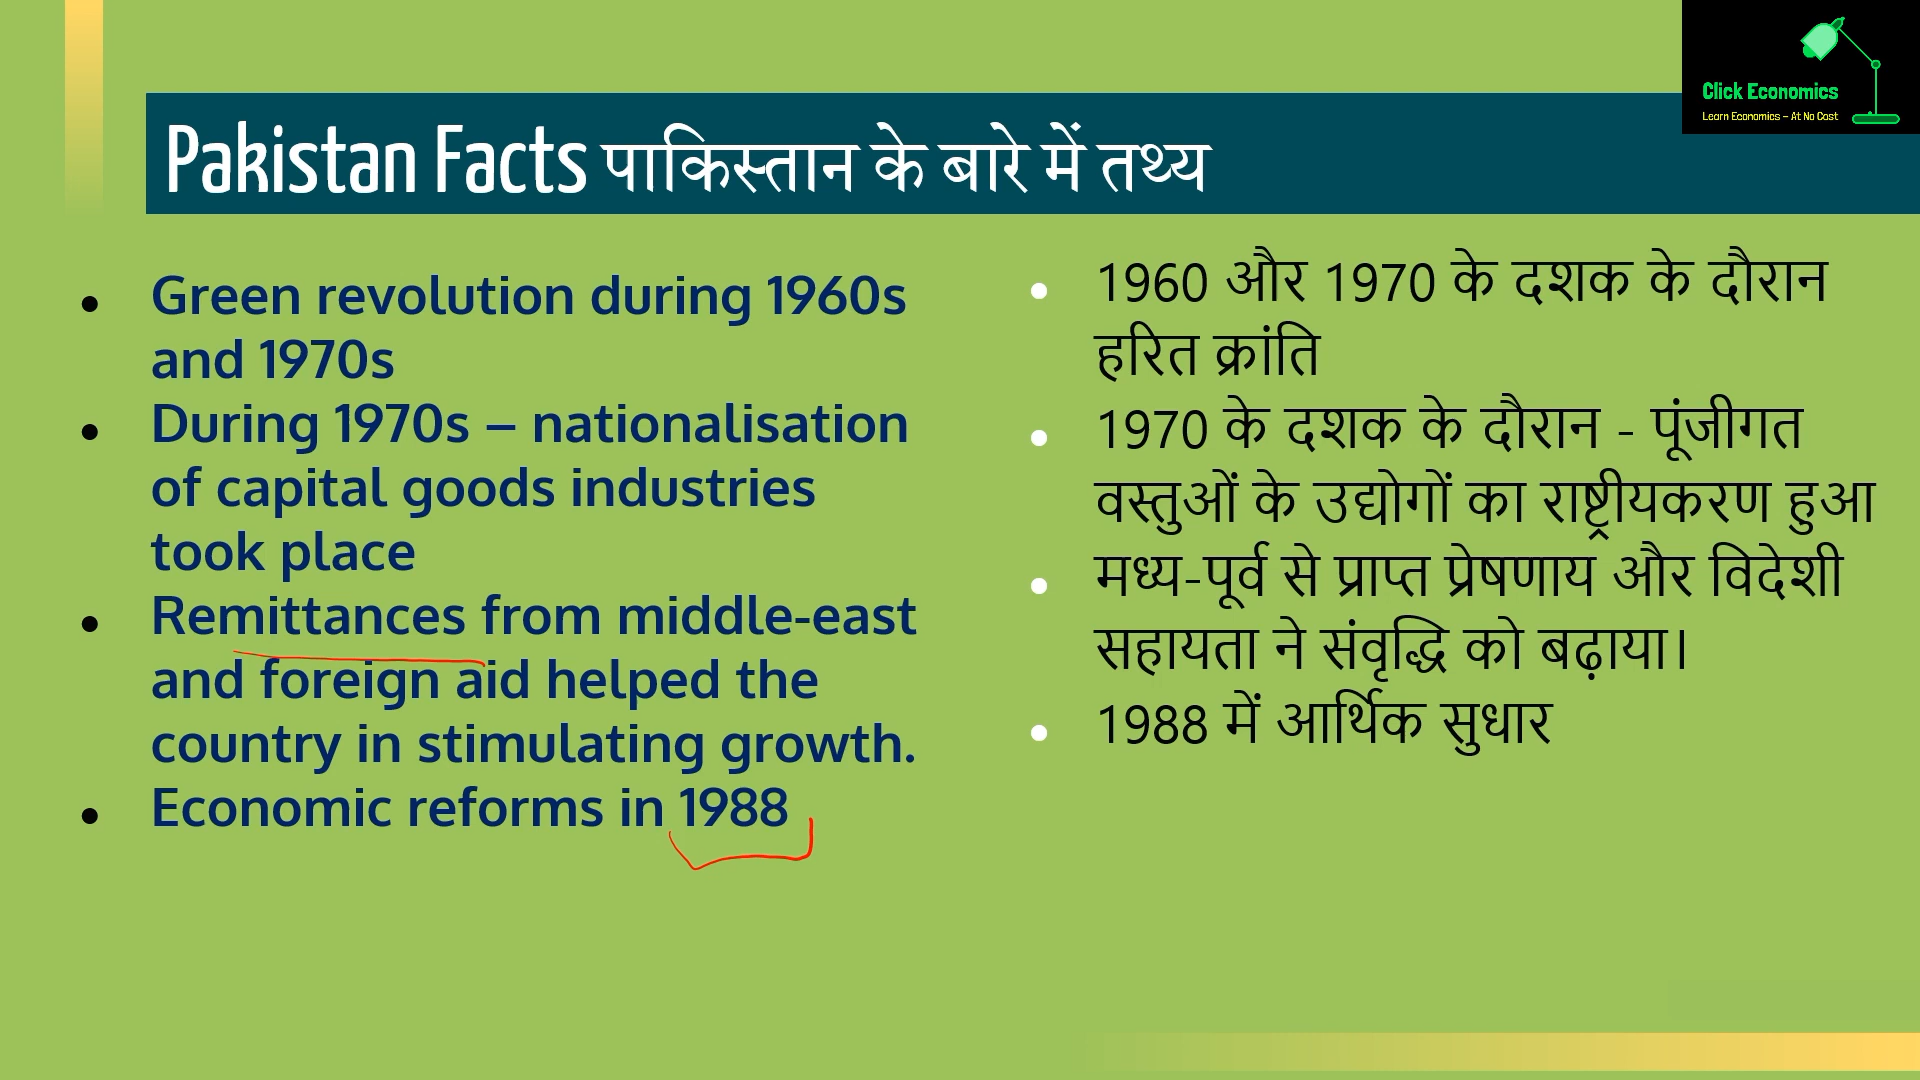 Click Economics
Learn Economics – At No Cost
Pakistan Facts पाकिस्तान के बारे में तथ्य
● Green revolution during 1960s
and 1970s
● During 1970s – nationalisation
of capital goods industries
took place
● Remittances from middle-east
and foreign aid helped the
country in stimulating growth.
● Economic reforms in 1988
● 1960 और 1970 के दशक के दौरान
हरित क्रांति
● 1970 के दशक के दौरान - पूंजीगत
वस्तुओं के उद्योगों का राष्ट्रीयकरण हुआ
● मध्य-पूर्व से प्राप्त प्रेषणाय और विदेशी
सहायता ने संवृद्धि को बढ़ाया।
● 1988 में आर्थिक सुधार